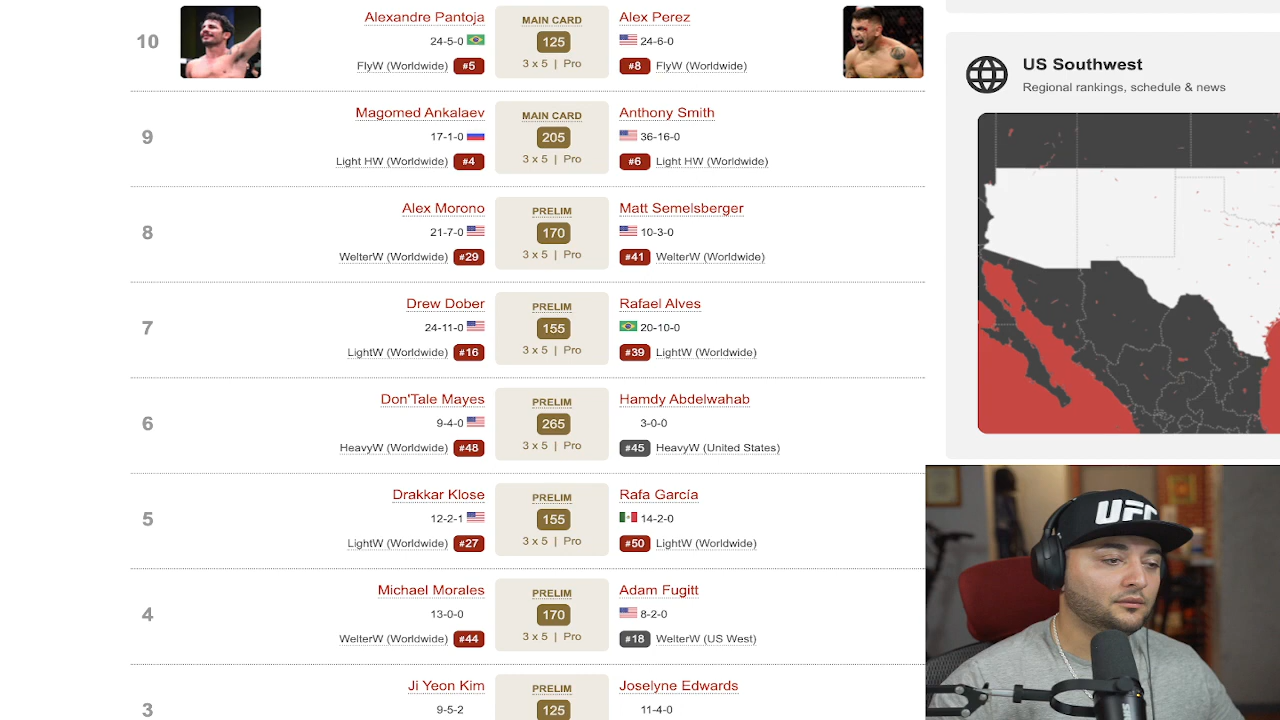 10
Alexandre Pantoja
24-5-0
FlyW (Worldwide) #5
MAIN CARD
125
3 x 5 | Pro
Alex Perez
24-6-0
#8 FlyW (Worldwide)
9
Magomed Ankalaev
17-1-0
Light HW (Worldwide) #4
MAIN CARD
205
3 x 5 | Pro
Anthony Smith
36-16-0
#6 Light HW (Worldwide)
8
Alex Morono
21-7-0
WelterW (Worldwide) #29
PRELIM
170
3 x 5 | Pro
Matt Semelsberger
10-3-0
#41 WelterW (Worldwide)
7
Drew Dober
24-11-0
LightW (Worldwide) #16
PRELIM
155
3 x 5 | Pro
Rafael Alves
20-10-0
#39 LightW (Worldwide)
6
Don'Tale Mayes
9-4-0
HeavyW (Worldwide) #48
PRELIM
265
3 x 5 | Pro
Hamdy Abdelwahab
3-0-0
#45 HeavyW (United States)
5
Drakkar Klose
12-2-1
LightW (Worldwide) #27
PRELIM
155
3 x 5 | Pro
Rafa García
14-2-0
#50 LightW (Worldwide)
4
Michael Morales
13-0-0
WelterW (Worldwide) #44
PRELIM
170
3 x 5 | Pro
Adam Fugitt
8-2-0
#18 WelterW (US West)
3
Ji Yeon Kim
9-5-2
PRELIM
125
Joselyne Edwards
11-4-0
US Southwest
Regional rankings, schedule & news
UFC